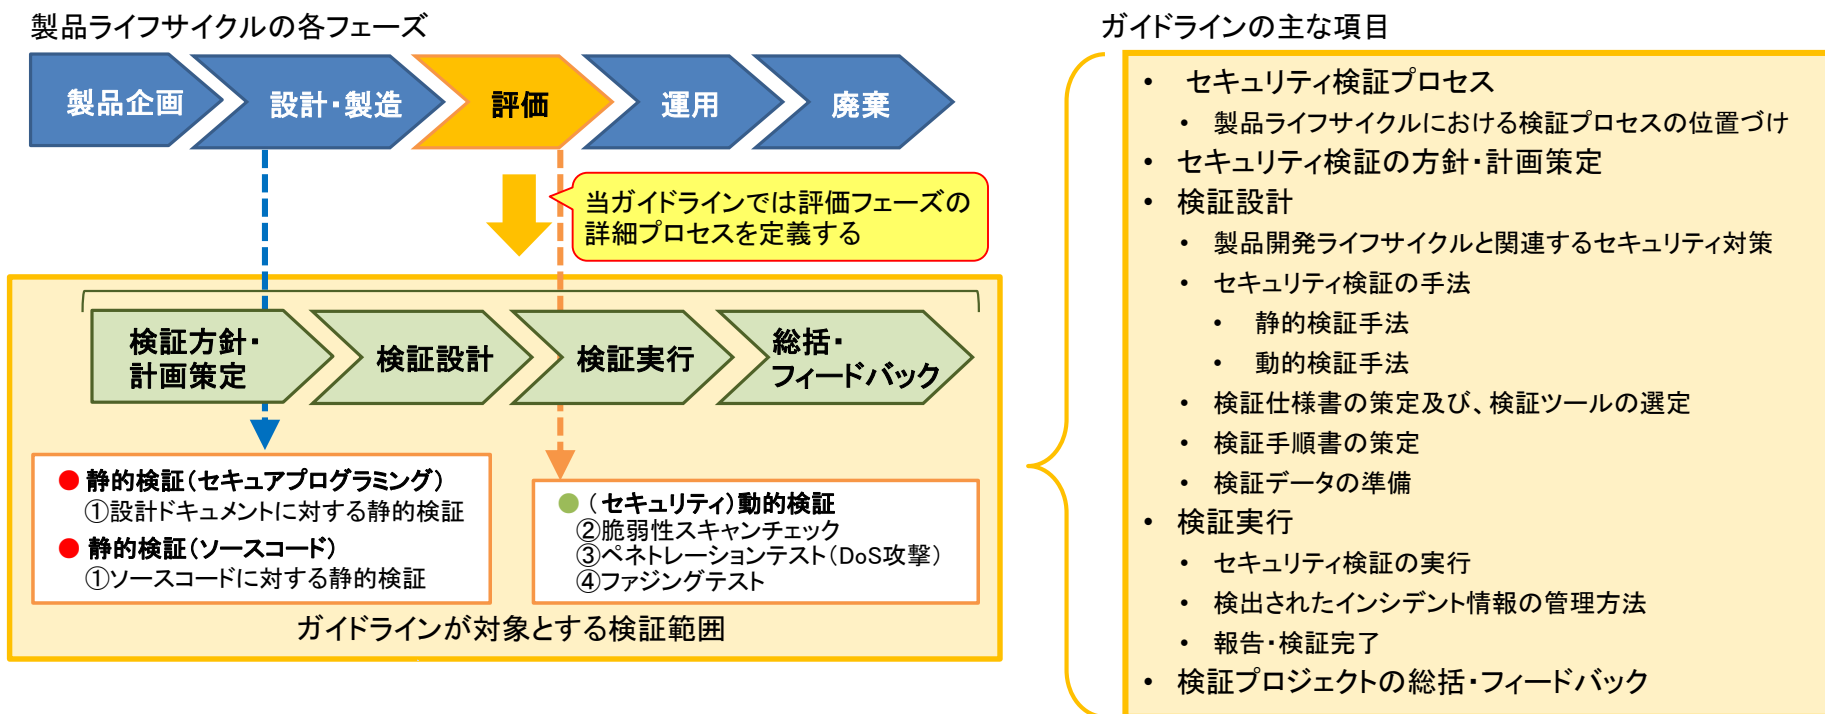 製品ライフサイクルの各フェーズ
製品企画
設計・製造
評価
運用
廃棄
当ガイドラインでは評価フェーズの
詳細プロセスを定義する
検証方針・
計画策定
検証設計
検証実行
総括・
フィードバック
● 静的検証(セキュアプログラミング)
①設計ドキュメントに対する静的検証
● 静的検証(ソースコード)
①ソースコードに対する静的検証
● (セキュリティ)動的検証
②脆弱性スキャンチェック
③ペネトレーションテスト(DoS攻撃)
④ファジングテスト
ガイドラインが対象とする検証範囲
ガイドラインの主な項目
• セキュリティ検証プロセス
• 製品ライフサイクルにおける検証プロセスの位置づけ
• セキュリティ検証の方針・計画策定
• 検証設計
• 製品開発ライフサイクルと関連するセキュリティ対策
• セキュリティ検証の手法
• 静的検証手法
• 動的検証手法
• 検証仕様書の策定及び、検証ツールの選定
• 検証手順書の策定
• 検証データの準備
• 検証実行
• セキュリティ検証の実行
• 検出されたインシデント情報の管理方法
• 報告・検証完了
• 検証プロジェクトの総括・フィードバック